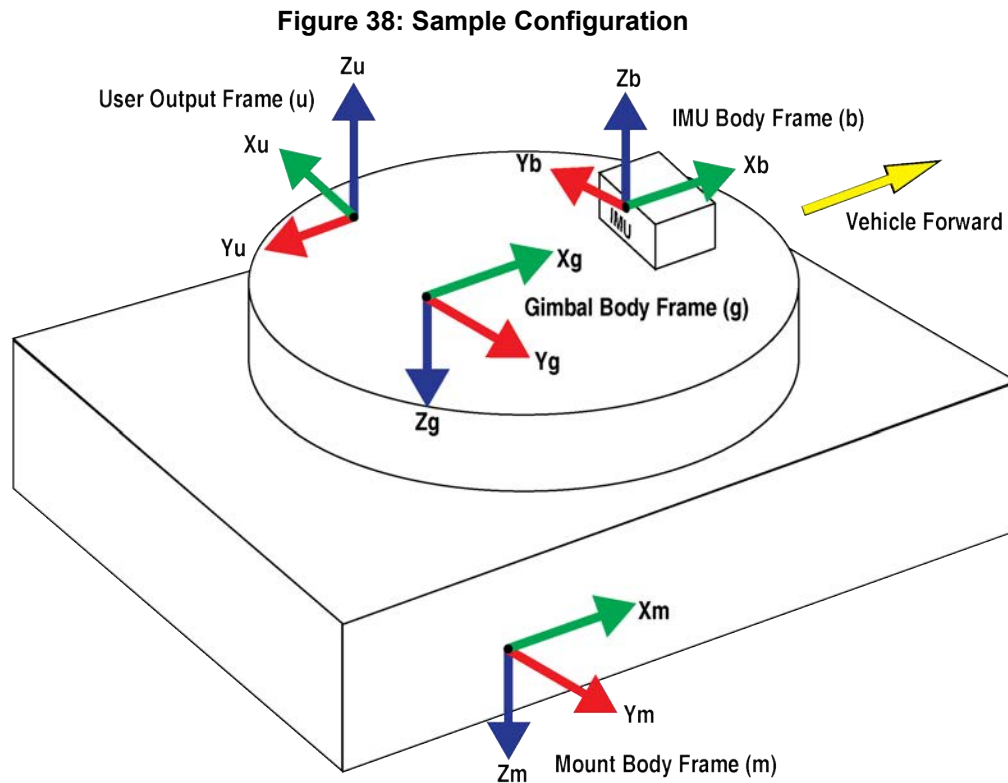 Figure 38: Sample Configuration
Zu
Zb
User Output Frame (u)
IMU Body Frame (b)
Xu
Yb
Xb
IMU
Vehicle Forward
Yu
Xg
Gimbal Body Frame (g)
Yg
Zg
Xm
Ym
Zm
Mount Body Frame (m)